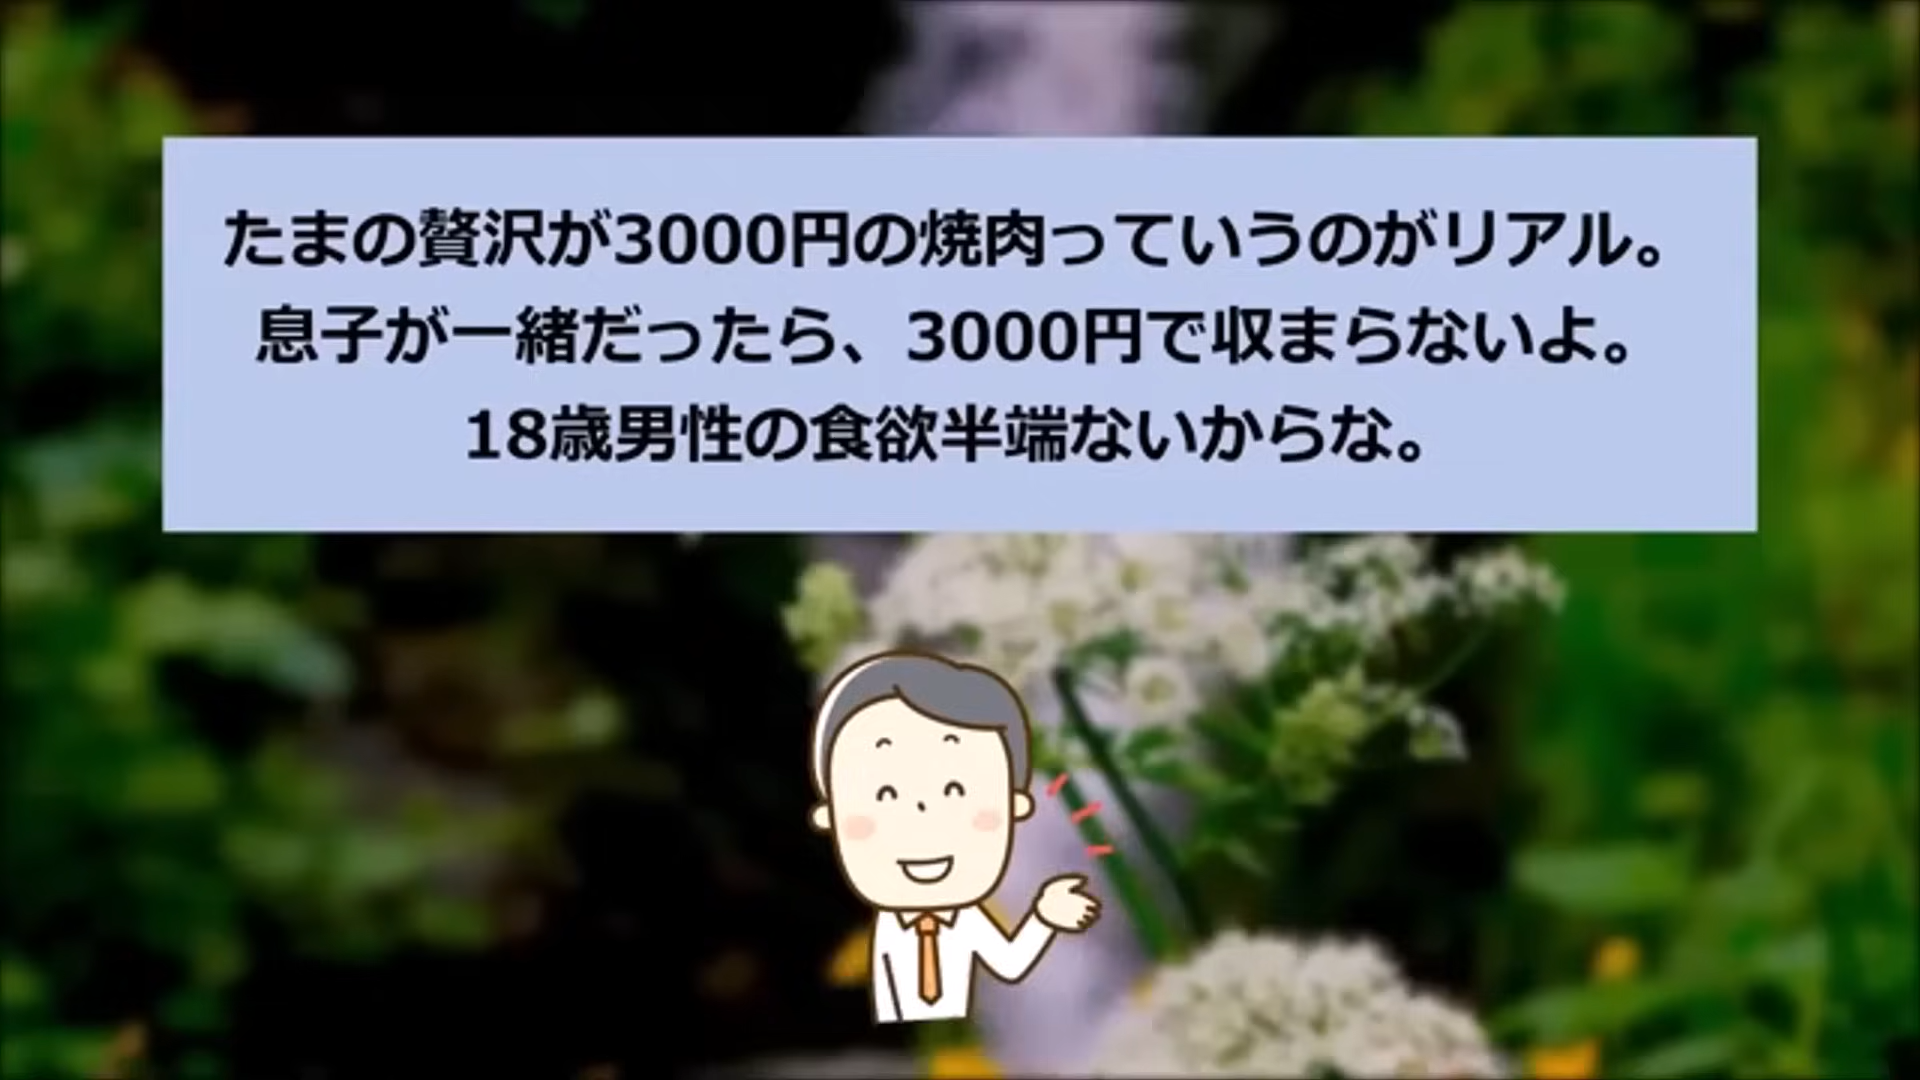 たまの贅沢が3000円の焼肉っていうのがリアル。
息子が一緒だったら、3000円で収まらないよ。
18歳男性の食欲半端ないからな。